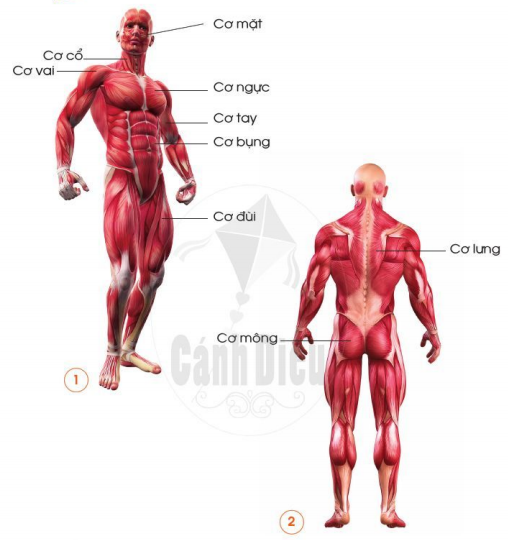 Cơ mặt
Cơ cổ
Cơ vai
Cơ ngực
Cơ tay
Cơ bụng
Cơ đùi
1
Cơ lưng
Cơ mông
Cánh Diều
2